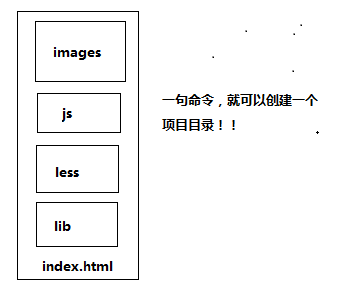 images
js
less
lib
index.html
一句命令，就可以创建一个
项目目录！！